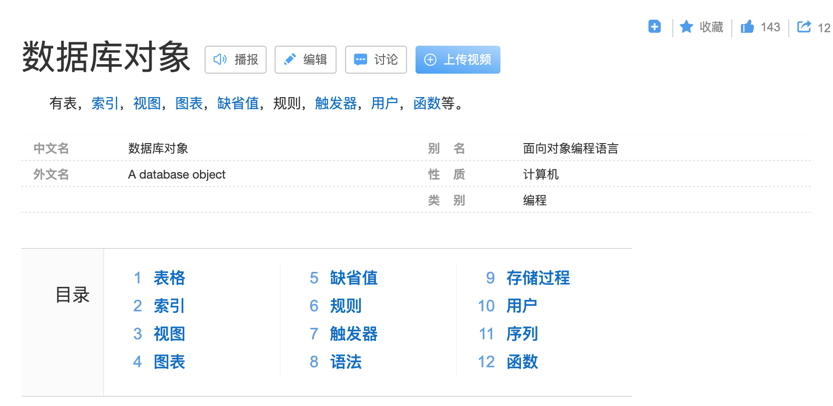 收藏 143 12
数据库对象 播报 编辑 讨论 上传视频
有表，索引，视图，图表，缺省值，规则，触发器，用户，函数等。
中文名 数据库对象 别 名 面向对象编程语言
外文名 A database object 性 质 计算机
类 别 编程
目录
1 表格
2 索引
3 视图
4 图表
5 缺省值
6 规则
7 触发器
8 语法
9 存储过程
10 用户
11 序列
12 函数